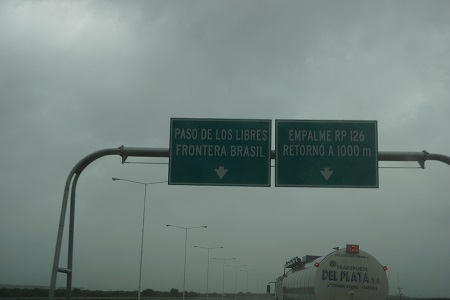 PASO DE LOS LIBRES
FRONTERA BRASIL
EMPALME RP 126
RETORNO A 1000 m
DEL PLATA S.A.